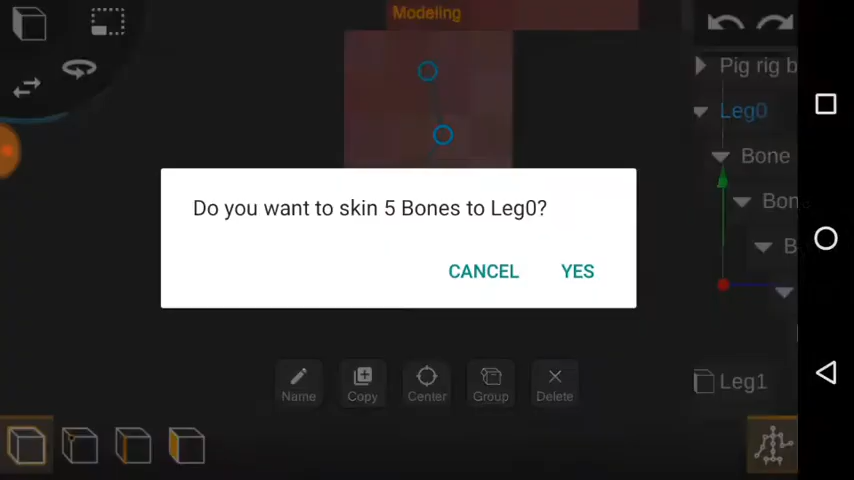 Modeling
Pig rig b
Leg0
Bone
Bon
B
Do you want to skin 5 Bones to Leg0?
CANCEL YES
Name Copy Center Group Delete
Leg1